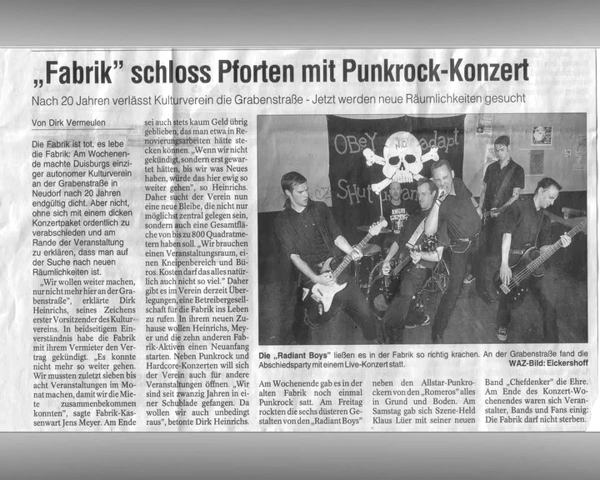 „Fabrik” schloss Pforten mit Punkrock-Konzert
Nach 20 Jahren verlässt Kulturverein die Grabenstraße - Jetzt werden neue Räumlichkeiten gesucht
Von Dirk Vermeulen
Die Fabrik ist tot, es lebe
die Fabrik: Am Wochenen-
de machte Duisburgs einzi-
ger autonomer Kulturverein
an der Grabenstraße in
Neudorf nach 20 Jahren
endgültig dicht. Aber nicht,
ohne sich mit einem dicken
Konzertpaket ordentlich zu
verabschieden und am
Rande der Veranstaltung
zu erklären, dass man auf
der Suche nach neuen
Räumlichkeiten ist.
„Wir wollen weiter machen,
nur nicht mehr hier an der Gra-
benstraße”, erklärte Dirk
Heinrichs, seines Zeichens
erster Vorsitzender des Kultur-
vereins. In beidseitigem Ein-
verständnis habe die Fabrik
mit ihrem Vermieter den Ver-
trag gekündigt. „Es konnte
nicht mehr so weiter gehen.
Wir mussten zuletzt sieben bis
acht Veranstaltungen im Mo-
nat machen, damit wir die Mie-
te zusammenbekommen
konnten”, sagte Fabrik-Kas-
senwart Jens Meyer. Am Ende
sei auch stets kaum Geld übrig
geblieben, das man etwa in Re-
novierungsarbeiten hätte ste-
cken können. „Wenn wir nicht
gekündigt, sondern erst gewar-
tet hätten, bis wir was Neues
haben, würde das hier ewig so
weiter gehen”, so Heinrichs.
Daher sucht der Verein nun
eine neue Bleibe, die nicht nur
möglichst zentral gelegen sein,
sondern auch eine Gesamtflä-
che von bis zu 800 Quadratme-
tern haben soll. „Wir brauchen
einen Veranstaltungsraum, ei-
nen Kneipenbereich und Bü-
ros. Kosten darf das alles natür-
lich auch nicht so viel.” Daher
gibt es im Verein derzeit Über-
legungen, eine Betreibergesell-
schaft für die Fabrik ins Leben
zu rufen. In ihrem neuen Zu-
hause wollen Heinrichs, Mey-
er und die zehn anderen Fa-
brik-Aktiven einen Neuanfang
starten. Neben Punkrock und
Hardcore-Konzerten will sich
der Verein auch für andere
Veranstaltungen öffnen. „Wir
sind seit zwanzig Jahren in ei-
ner Schublade gefangen. Da
wollen wir auch unbedingt
raus”, betonte Dirk Heinrichs.
OBEY
adapt
SHUT
Die „Radiant Boys” ließen es in der Fabrik so richtig krachen. An der Grabenstraße fand die
Abschiedsparty mit einem Live-Konzert statt.
WAZ-Bild: Eickershoff
Am Wochenende gab es in der
alten Fabrik noch einmal
Punkrock satt. Am Freitag
rockten die sechs düsteren Ge-
stalten von den „Radiant Boys”
neben den Allstar-Punkro-
ckern von den „Romeros” alles
in Grund und Boden. Am
Samstag gab sich Szene-Held
Klaus Lüer mit seiner neuen
Band „Chefdenker” die Ehre.
Am Ende des Konzert-Wo-
chenendes waren sich Veran-
stalter, Bands und Fans einig:
Die Fabrik darf nicht sterben.